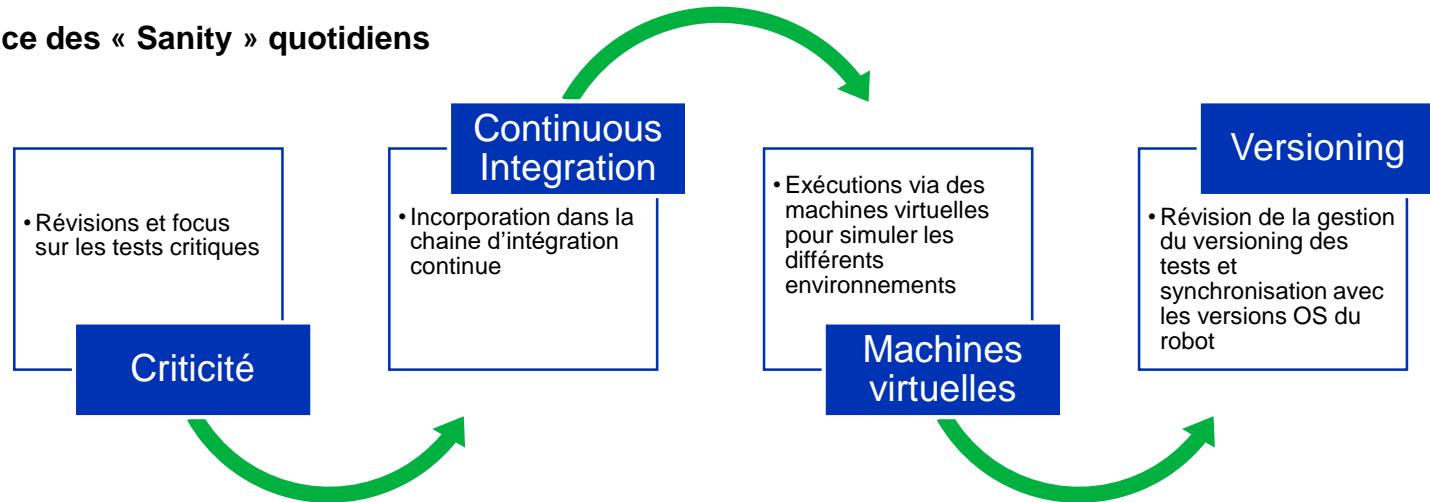 ce des « Sanity » quotidiens
• Révisions et focus
sur les tests critiques
Criticité
Continuous
Integration
• Incorporation dans la
chaine d’intégration
continue
• Exécutions via des
machines virtuelles
pour simuler les
différents
environnements
Machines
virtuelles
Versioning
• Révision de la gestion
du versioning des
tests et
synchronisation avec
les versions OS du
robot